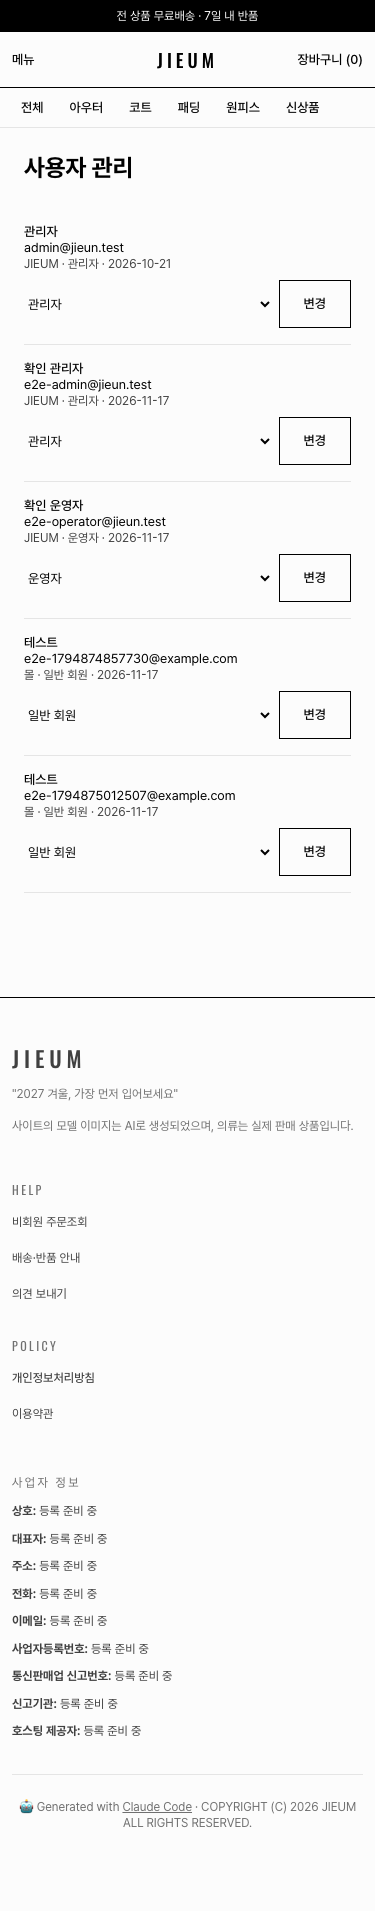 전 상품 무료배송 · 7일 내 반품
메뉴
JIEUM
장바구니 (0)
전체 아우터 코트 패딩 원피스 신상품
사용자 관리
관리자
admin@jieun.test
JIEUM · 관리자 · 2026-10-21
관리자
변경
확인 관리자
e2e-admin@jieun.test
JIEUM · 관리자 · 2026-11-17
관리자
변경
확인 운영자
e2e-operator@jieun.test
JIEUM · 운영자 · 2026-11-17
운영자
변경
테스트
e2e-1794874857730@example.com
몰 · 일반 회원 · 2026-11-17
일반 회원
변경
테스트
e2e-1794875012507@example.com
몰 · 일반 회원 · 2026-11-17
일반 회원
변경
JIEUM
"2027 겨울, 가장 먼저 입어보세요"
사이트의 모델 이미지는 AI로 생성되었으며, 의류는 실제 판매 상품입니다.
HELP
비회원 주문조회
배송·반품 안내
의견 보내기
POLICY
개인정보처리방침
이용약관
사업자 정보
상호: 등록 준비 중
대표자: 등록 준비 중
주소: 등록 준비 중
전화: 등록 준비 중
이메일: 등록 준비 중
사업자등록번호: 등록 준비 중
통신판매업 신고번호: 등록 준비 중
신고기관: 등록 준비 중
호스팅 제공자: 등록 준비 중
🤖 Generated with Claude Code · COPYRIGHT (C) 2026 JIEUM
ALL RIGHTS RESERVED.